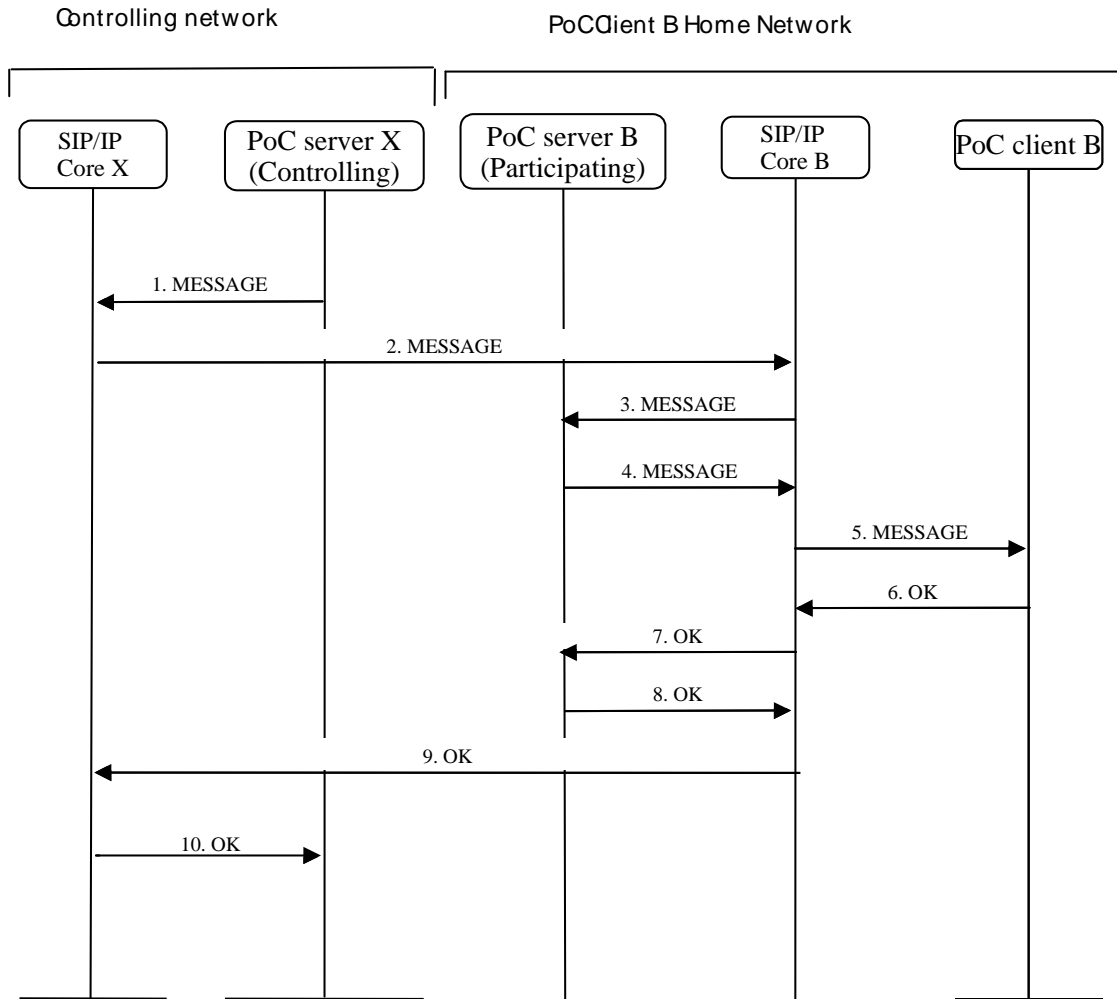 Controlling network
PoCClient B Home Network
SIP/IP
Core X
PoC server X
(Controlling)
PoC server B
(Participating)
SIP/IP
Core B
PoC client B
1. MESSAGE
2. MESSAGE
3. MESSAGE
4. MESSAGE
5. MESSAGE
6. OK
7. OK
8. OK
9. OK
10. OK